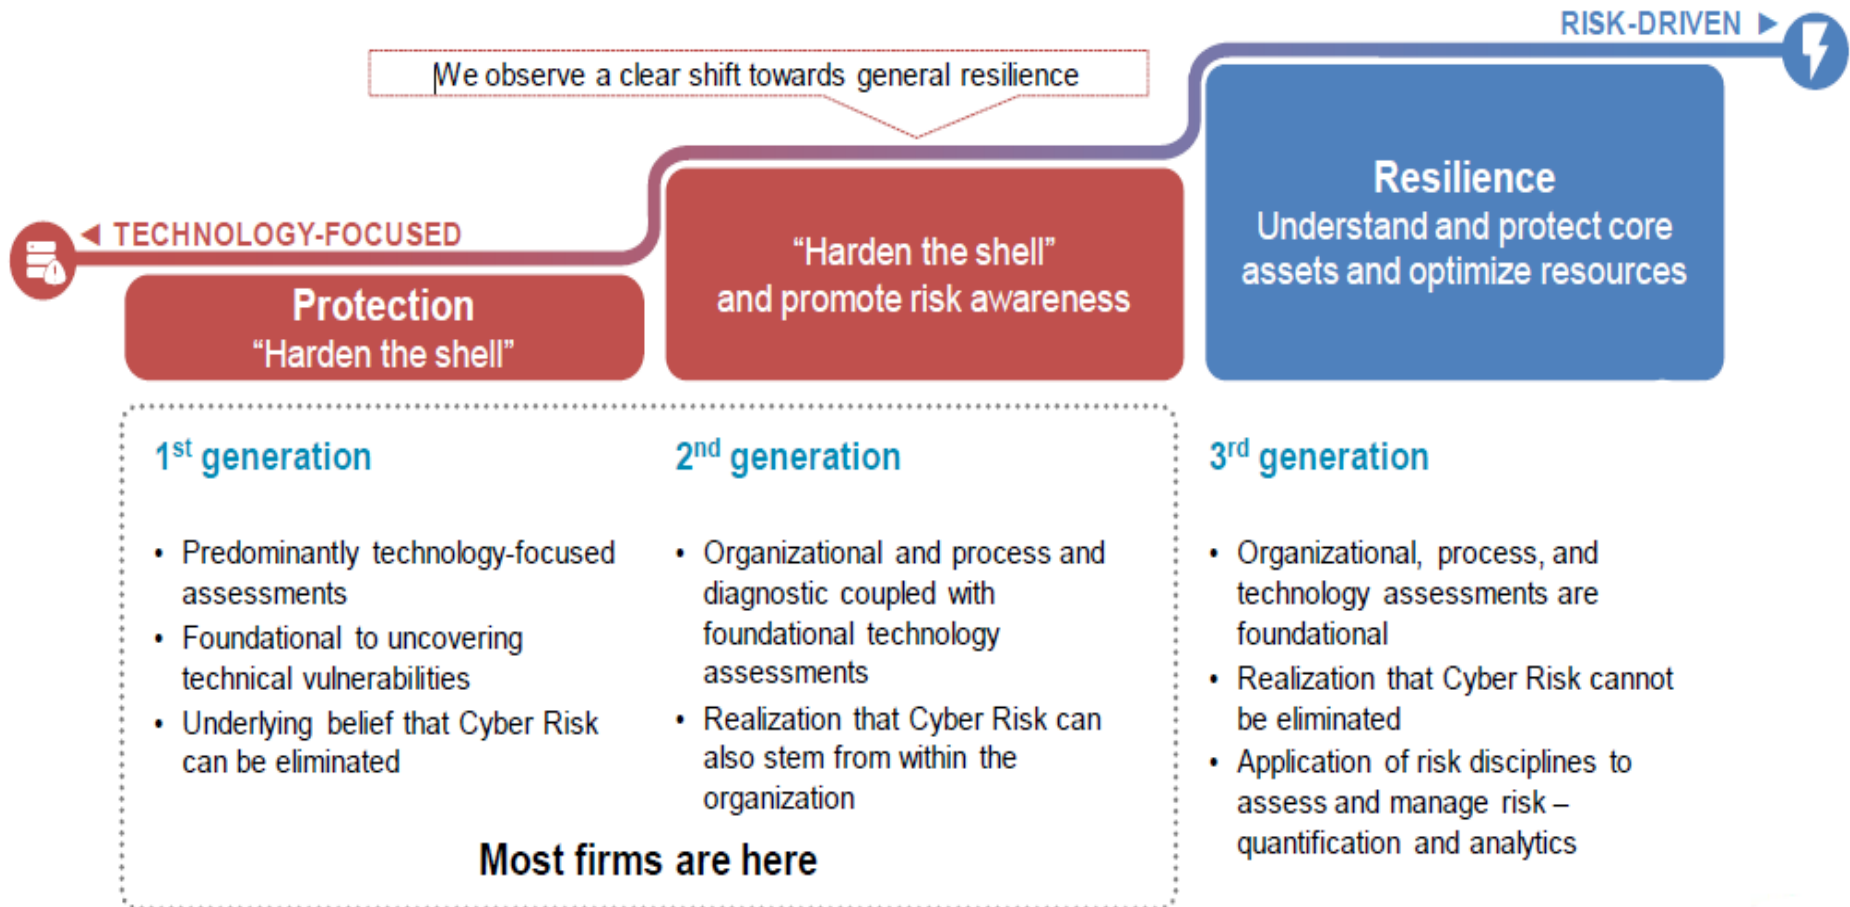 RISK-DRIVEN ►
We observe a clear shift towards general resilience
◄ TECHNOLOGY-FOCUSED
Protection
“Harden the shell”
“Harden the shell”
and promote risk awareness
Resilience
Understand and protect core
assets and optimize resources
1st generation
• Predominantly technology-focused
assessments
• Foundational to uncovering
technical vulnerabilities
• Underlying belief that Cyber Risk
can be eliminated
2nd generation
• Organizational and process and
diagnostic coupled with
foundational technology
assessments
• Realization that Cyber Risk can
also stem from within the
organization
Most firms are here
3rd generation
• Organizational, process, and
technology assessments are
foundational
• Realization that Cyber Risk cannot
be eliminated
• Application of risk disciplines to
assess and manage risk –
quantification and analytics